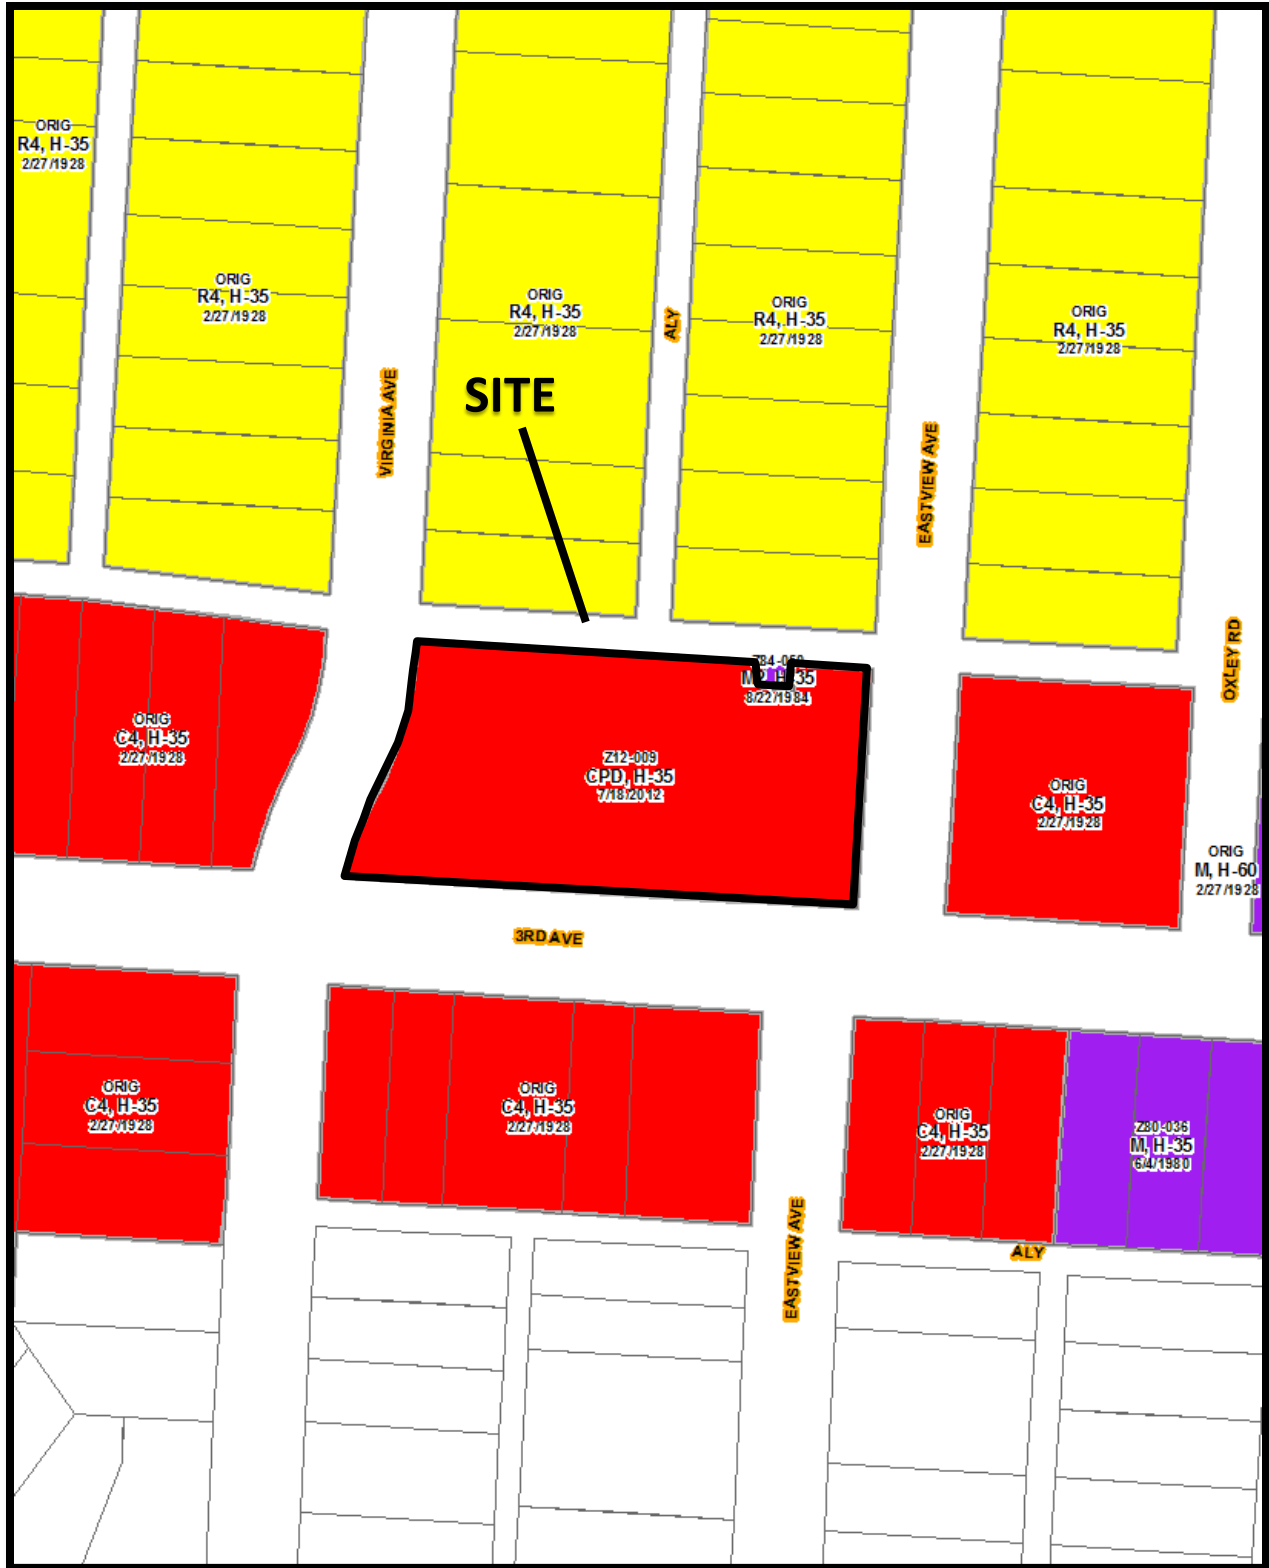 ORIG
R4, H-35
2/27/1928
ORIG
R4, H-35
2/27/1928
ORIG
R4, H-35
2/27/1928
ALY
ORIG
R4, H-35
2/27/1928
ORIG
R4, H-35
2/27/1928
VIRGINIA AVE
SITE
EASTVIEW AVE
OXLEY RD
H-35
8/22/1984
ORIG
C4, H-35
2/27/1928
Z12-009
CPD, H-35
7/18/2012
ORIG
C4, H-35
2/27/1928
ORIG
M, H-60
2/27/1928
3RD AVE
ORIG
C4, H-35
2/27/1928
ORIG
C4, H-35
2/27/1928
ORIG
C4, H-35
2/27/1928
Z80-036
M, H-35
6/4/1980
EASTVIEW AVE
ALY